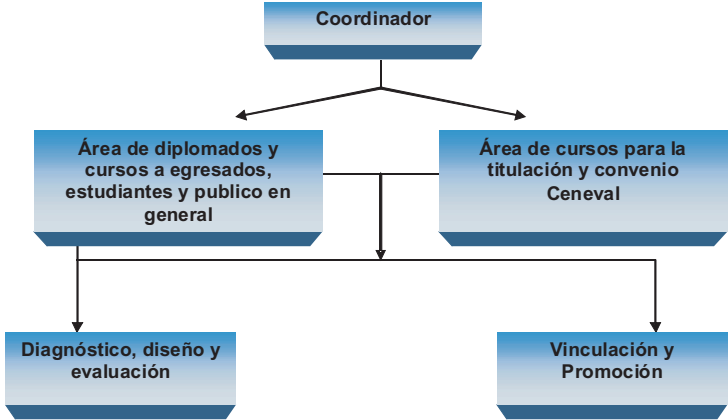 Coordinador
Área de diplomados y
cursos a egresados,
estudiantes y publico en
general
Área de cursos para la
titulación y convenio
Ceneval
Diagnóstico, diseño y
evaluación
Vinculación y
Promoción